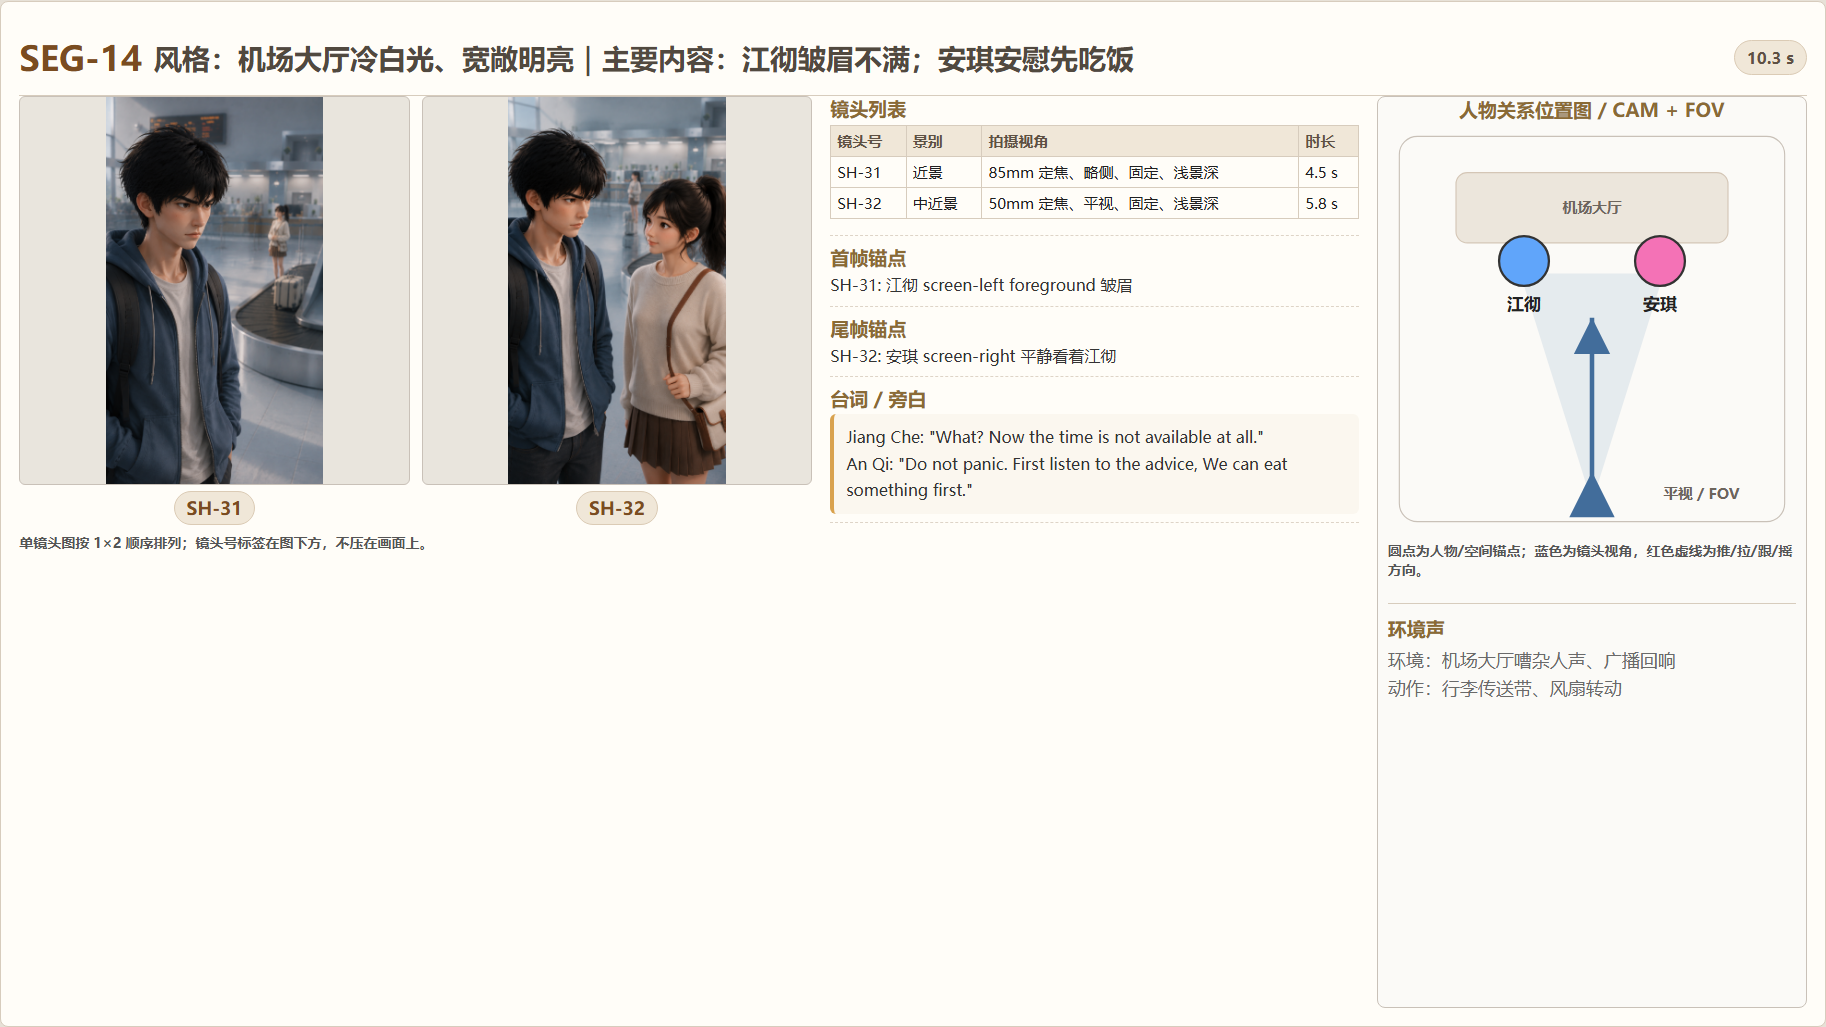 SEG-14 风格：机场大厅冷白光、宽敞明亮 | 主要内容：江彻皱眉不满；安琪安慰先吃饭
10.3 s
SH-31
SH-32
单镜头图按 1×2 顺序排列；镜头号标签在图下方，不压在画面上。
镜头列表
镜头号 景别 拍摄视角 时长
SH-31 近景 85mm 定焦、略侧、固定、浅景深 4.5 s
SH-32 中近景 50mm 定焦、平视、固定、浅景深 5.8 s
首帧锚点
SH-31: 江彻 screen-left foreground 皱眉
尾帧锚点
SH-32: 安琪 screen-right 平静看着江彻
台词 / 旁白
Jiang Che: "What? Now the time is not available at all."
An Qi: "Do not panic. First listen to the advice, We can eat
something first."
人物关系位置图 / CAM + FOV
机场大厅
江彻
安琪
平视 / FOV
圆点为人物/空间锚点；蓝色为镜头视角，红色虚线为推/拉/跟/摇
方向。
环境声
环境：机场大厅嘈杂人声、广播回响
动作：行李传送带、风扇转动